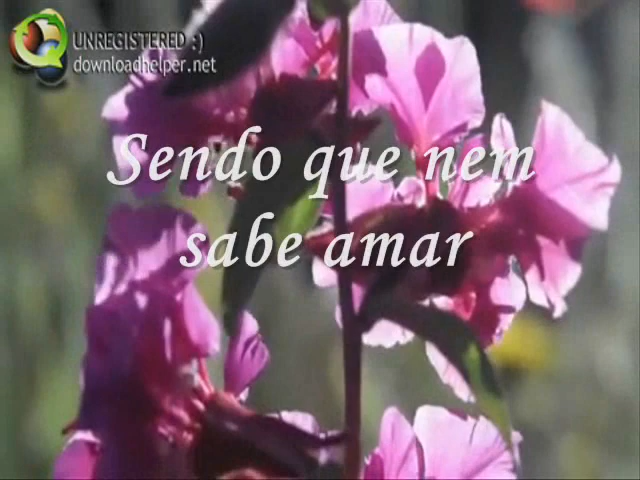 UNREGISTERED :)
downloadhelper.net
Sendo que nem
sabe amar